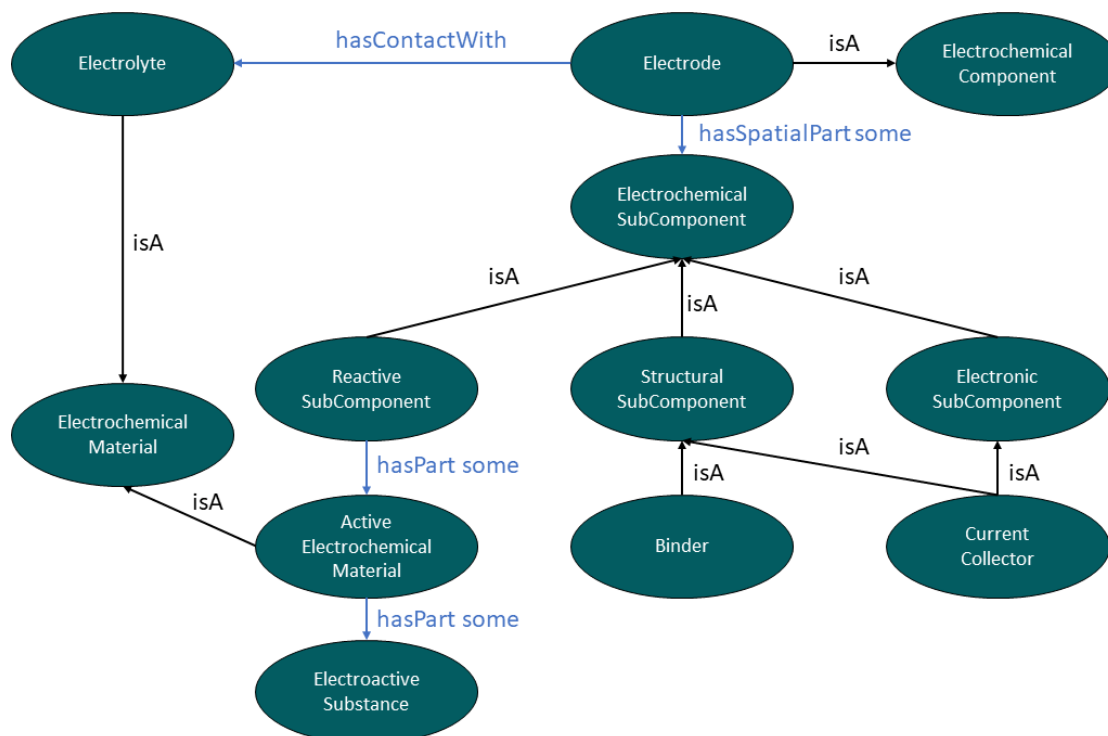 hasContactWith
isA
Electrolyte
Electrode
Electrochemical
Component
hasSpatialPart some
Electrochemical
SubComponent
isA
isA
isA
isA
Reactive
SubComponent
Structural
SubComponent
Electronic
SubComponent
Electrochemical
Material
isA
hasPart some
isA
isA
isA
Active
Electrochemical
Material
Binder
Current
Collector
hasPart some
Electroactive
Substance